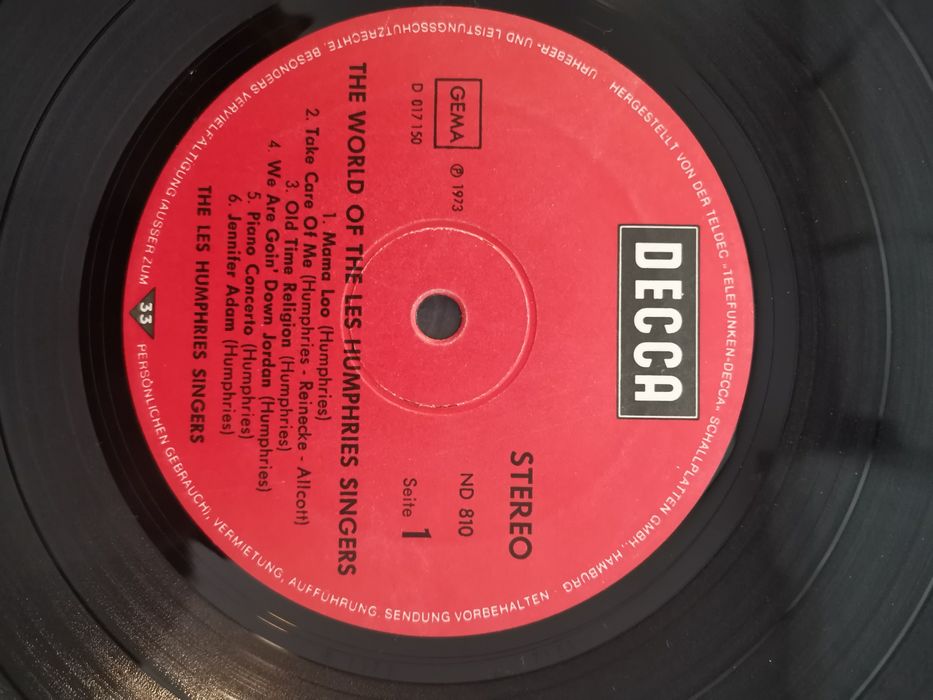 DECCA
STEREO
GEMA
℗ 1973
ND 810
D 017 150
Seite 1
THE WORLD OF THE LES HUMPHRIES SINGERS
1. Mama Loo (Humphries)
2. Take Care Of Me (Humphries - Reinecke - Allcott)
3. Old Time Religion (Humphries)
4. We Are Goin' Down Jordan (Humphries)
5. Piano Concerto (Humphries)
6. Jennifer Adam (Humphries)
THE LES HUMPHRIES SINGERS
33
HERGESTELLT VON DER TELDEC »TELEFUNKEN-DECCA« SCHALLPLATTEN GMBH., HAMBURG
URHEBER- UND LEISTUNGSSCHUTZRECHTE, BESONDERS VERVIELFÄLTIGUNG (AUSSER ZUM PERSÖNLICHEN GEBRAUCH), VERMIETUNG, AUFFÜHRUNG, SENDUNG VORBEHALTEN ·